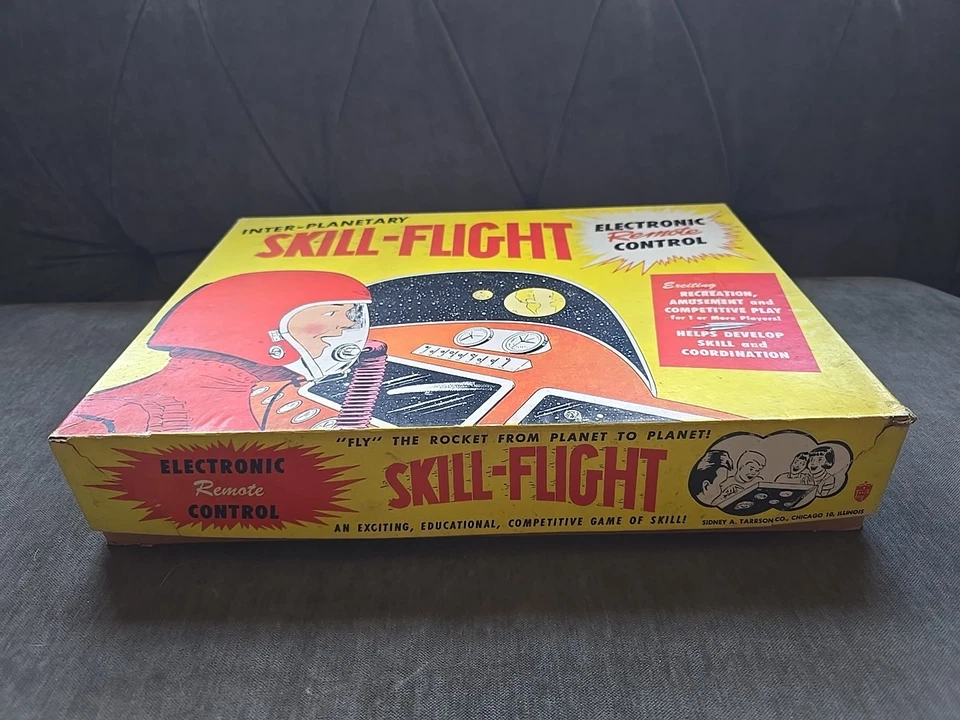 INTER-PLANETARY
SKILL-FLIGHT
ELECTRONIC
Remote
CONTROL
Exciting
RECREATION,
AMUSEMENT and
COMPETITIVE PLAY
for 1 or More Players!
HELPS DEVELOP
SKILL and
COORDINATION
"FLY" THE ROCKET FROM PLANET TO PLANET!
ELECTRONIC
Remote
CONTROL
SKILL-FLIGHT
AN EXCITING, EDUCATIONAL, COMPETITIVE GAME OF SKILL!
SIDNEY A. TARRSON CO., CHICAGO 10, ILLINOIS